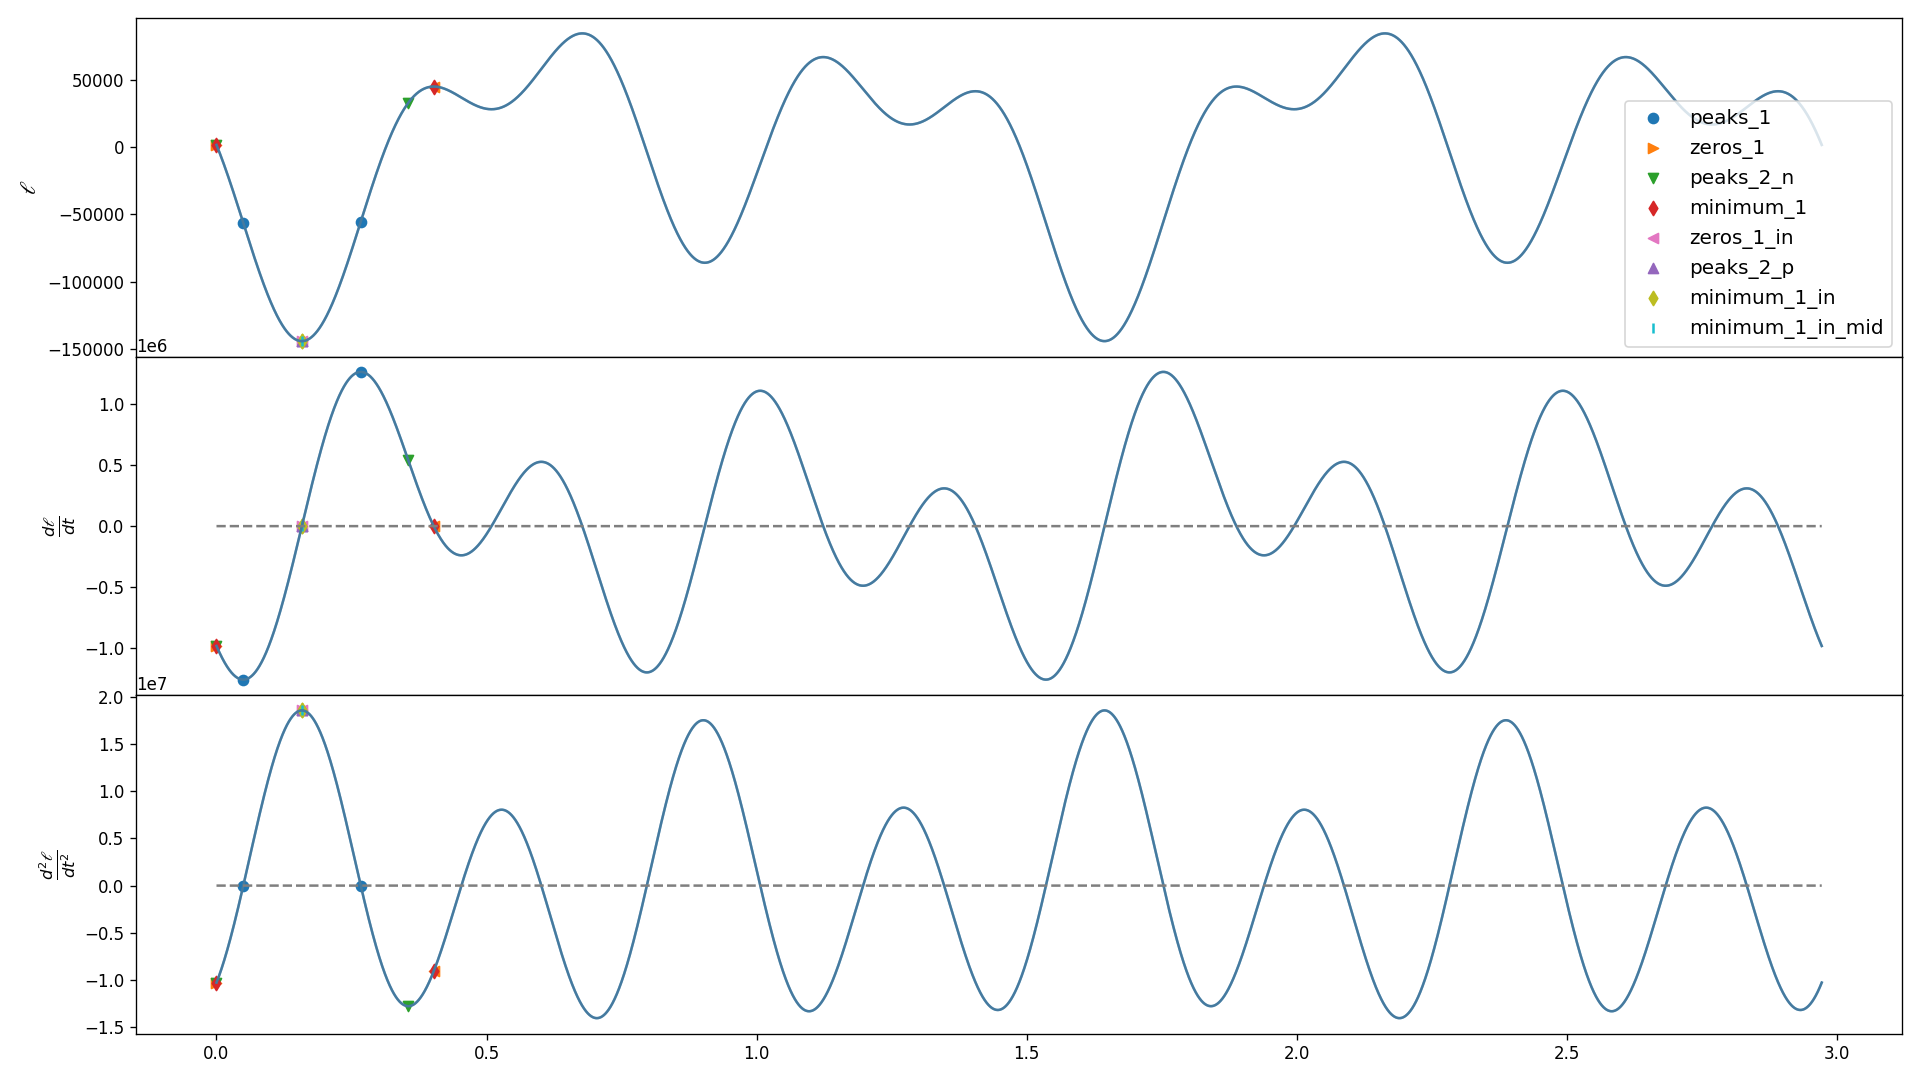 50000
0
−50000
−100000
−150000
ℓ
peaks_1
zeros_1
peaks_2_n
minimum_1
zeros_1_in
peaks_2_p
minimum_1_in
minimum_1_in_mid
1e6
1.0
0.5
0.0
−0.5
−1.0
dℓ
dt
1e7
2.0
1.5
1.0
0.5
0.0
−0.5
−1.0
−1.5
d²ℓ
dt²
0.0 0.5 1.0 1.5 2.0 2.5 3.0